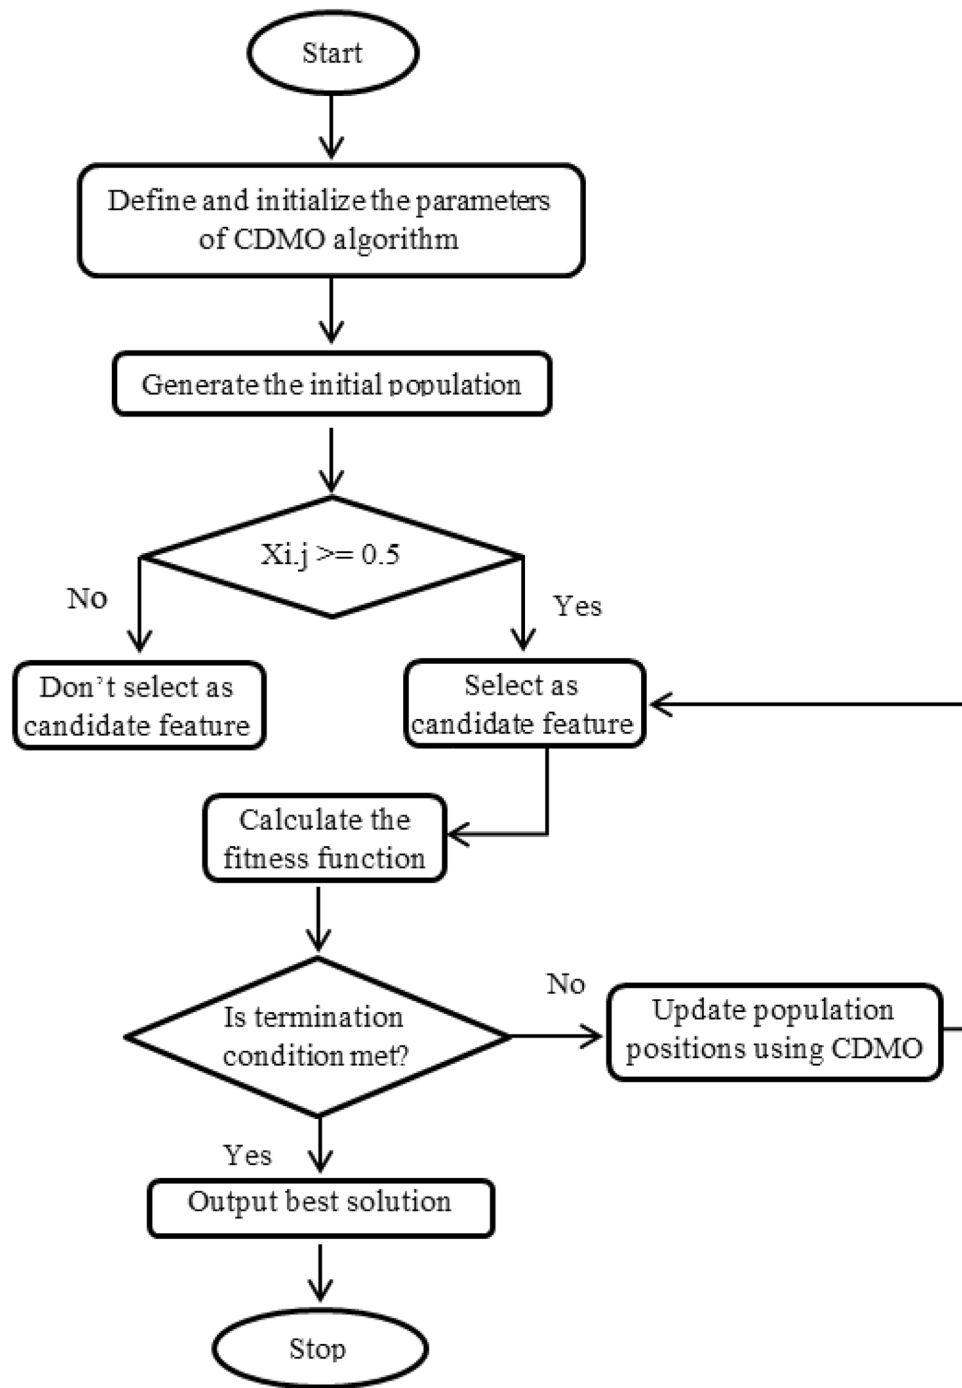 Start
Define and initialize the parameters
of CDMO algorithm
Generate the initial population
Xi.j >= 0.5
No
Yes
Don't select as
candidate feature
Select as
candidate feature
Calculate the
fitness function
Is termination
condition met?
No
Update population
positions using CDMO
Yes
Output best solution
Stop